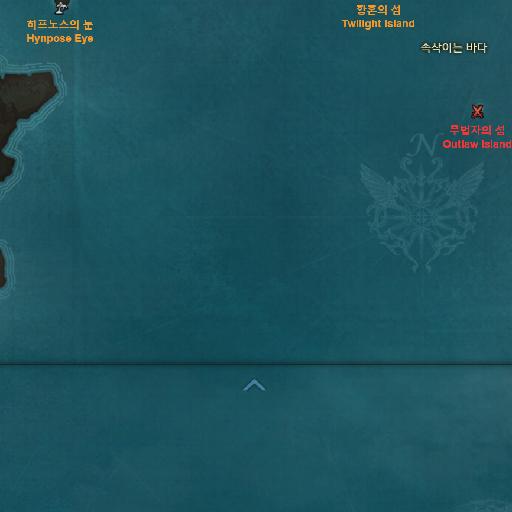 히프노스의 눈
Hynpose Eye
황혼의 섬
Twilight Island
속삭이는 바다
무법자의 섬
Outlaw Island
N